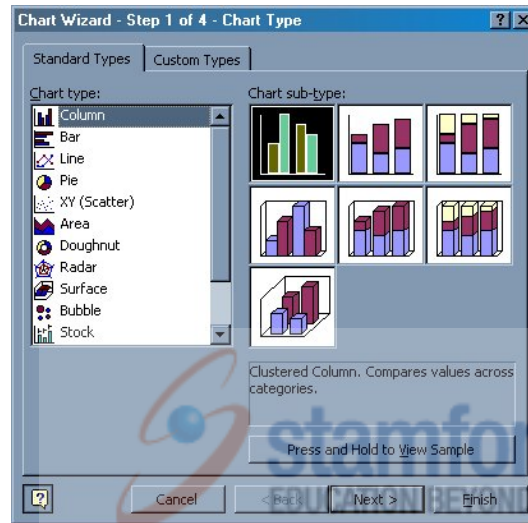 Chart Wizard - Step 1 of 4 - Chart Type
Standard Types
Custom Types
Chart type:
Column
Bar
Line
Pie
XY (Scatter)
Area
Doughnut
Radar
Surface
Bubble
Stock
Chart sub-type:
Clustered Column. Compares values across
categories.
Press and Hold to View Sample
Cancel
< Back
Next >
Finish
stamfor
EDUCATION BEYOND